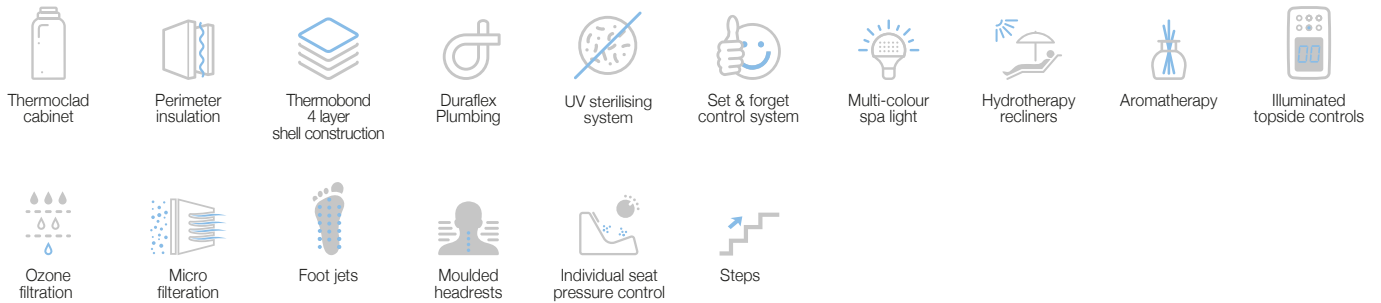 00
Thermoclad
cabinet
Perimeter
insulation
Thermobond
4 layer
shell construction
Duraflex
Plumbing
UV sterilising
system
Set & forget
control system
Multi-colour
spa light
Hydrotherapy
recliners
Aromatherapy
Illuminated
topside controls
Ozone
filtration
Micro
filteration
Foot jets
Moulded
headrests
Individual seat
pressure control
Steps